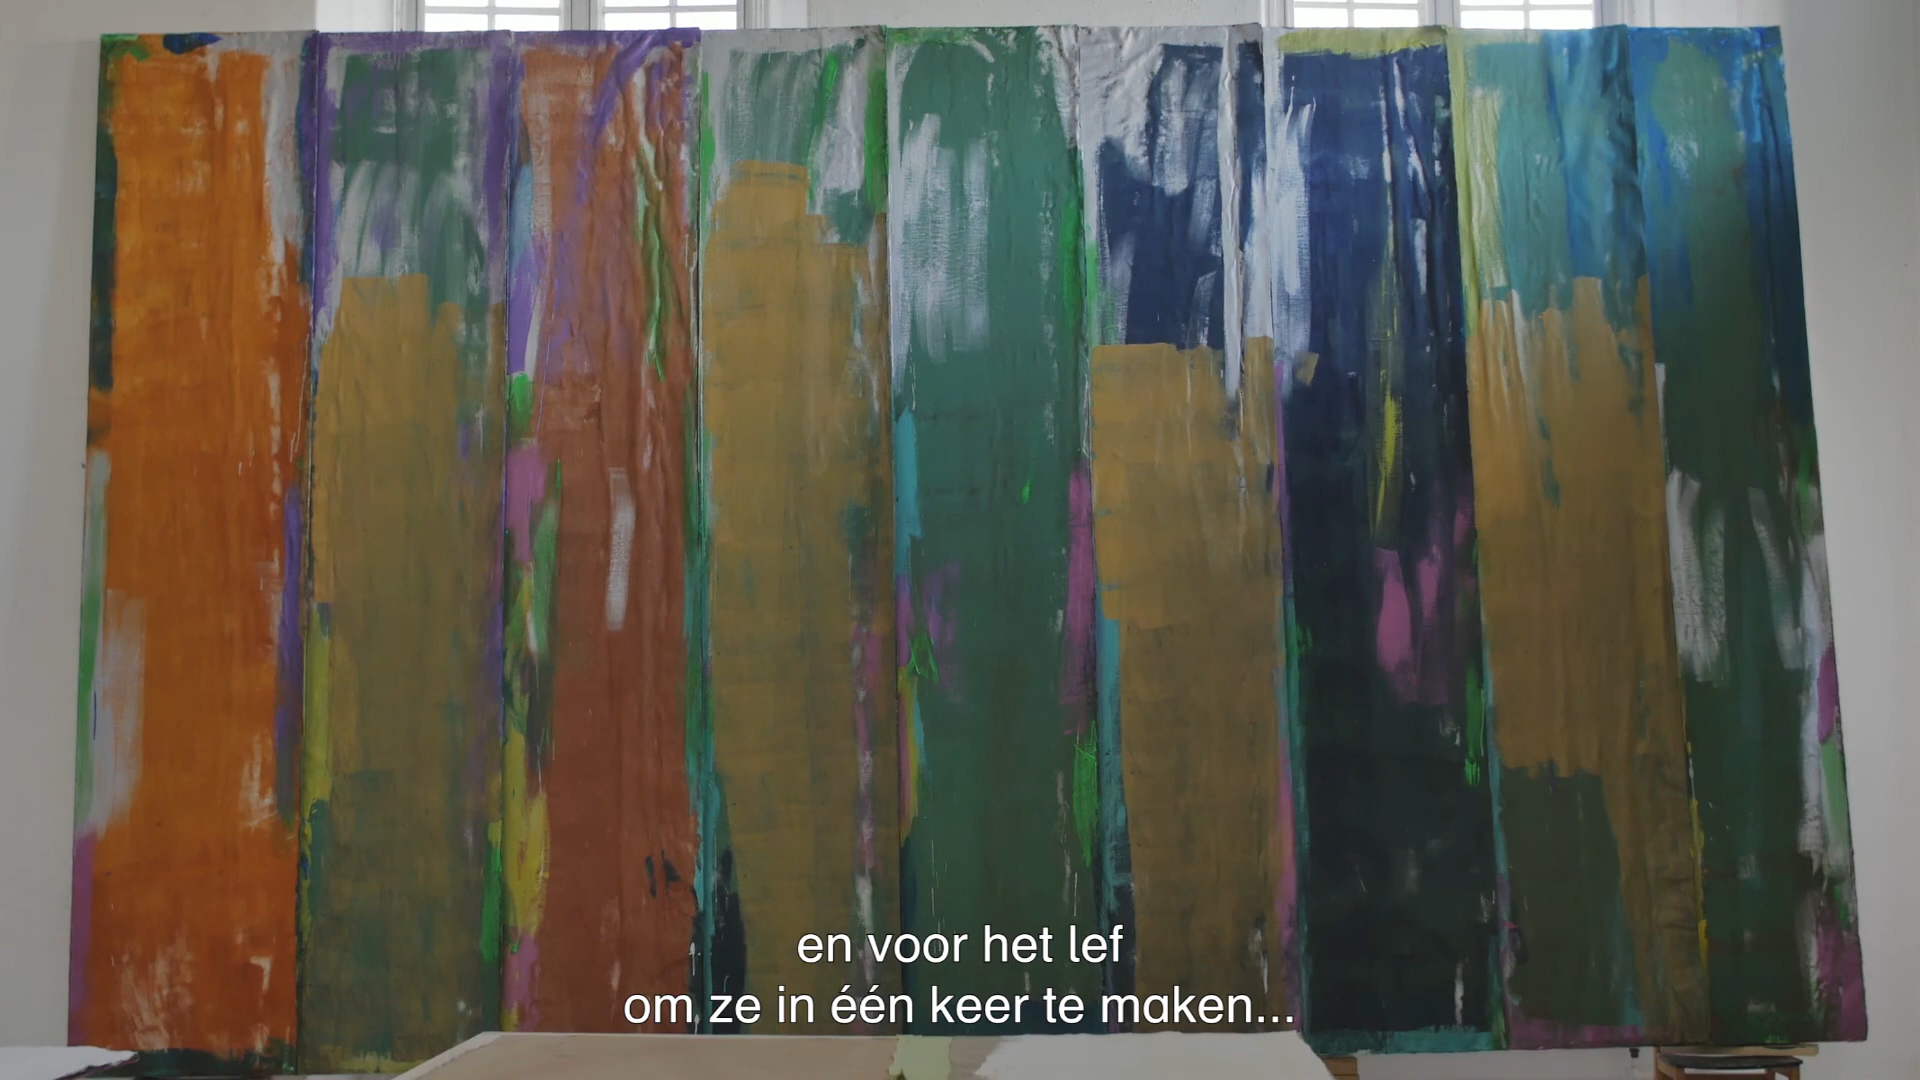 en voor het lef
om ze in één keer te maken...